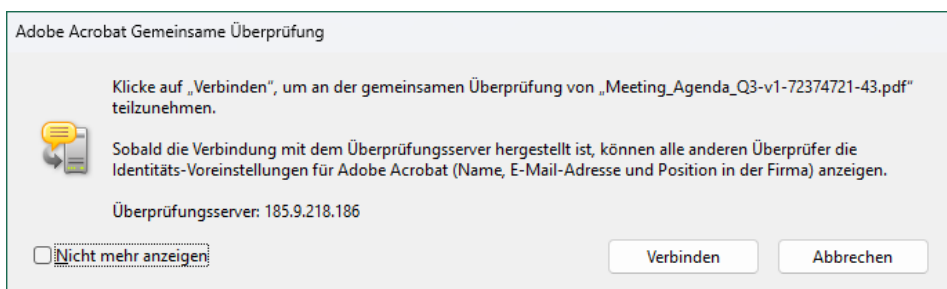 Adobe Acrobat Gemeinsame Überprüfung
Klicke auf „Verbinden“, um an der gemeinsamen Überprüfung von „Meeting_Agenda_Q3-v1-72374721-43.pdf“
teilzunehmen.
Sobald die Verbindung mit dem Überprüfungsserver hergestellt ist, können alle anderen Überprüfer die
Identitäts-Voreinstellungen für Adobe Acrobat (Name, E-Mail-Adresse und Position in der Firma) anzeigen.
Überprüfungsserver: 185.9.218.186
Nicht mehr anzeigen
Verbinden
Abbrechen